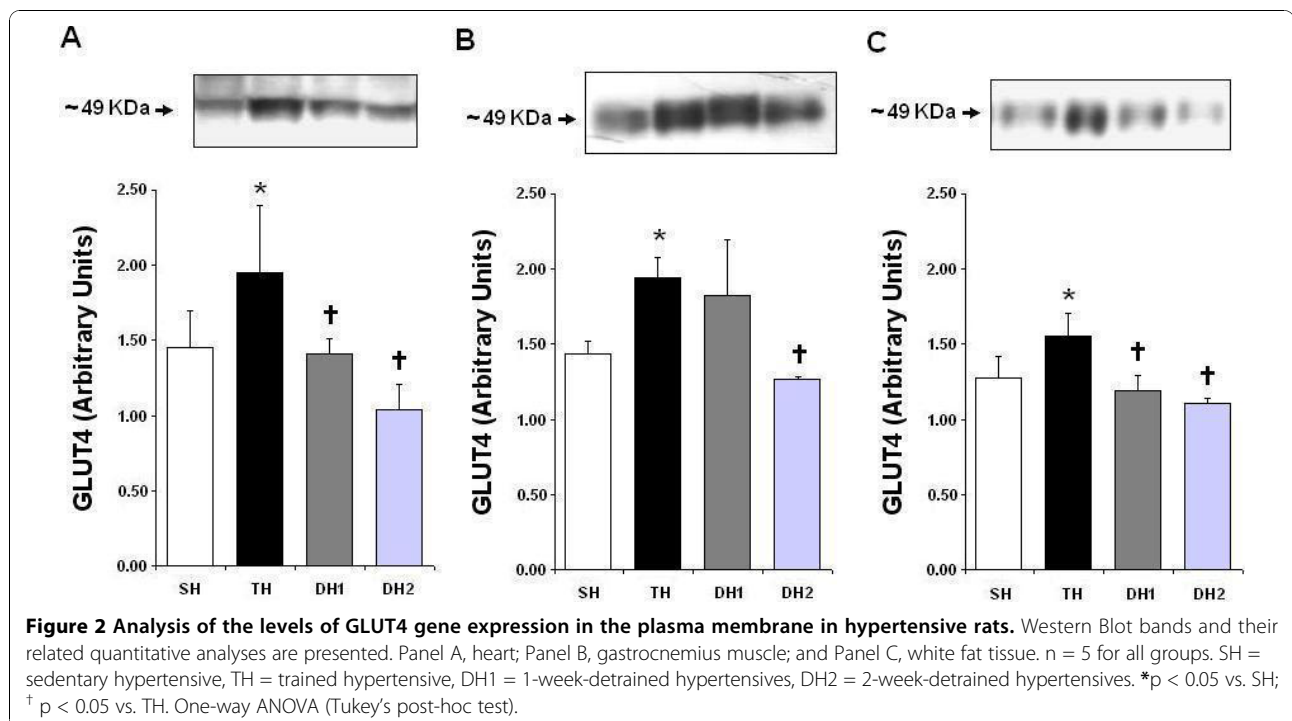 A
B
C
~49 KDa
~49 KDa
~49 KDa
GLUT4 (Arbitrary Units)
2.50
2.00
1.50
1.00
0.50
0.00
*
†
†
SH TH DH1 DH2
GLUT4 (Arbitrary Units)
2.50
2.00
1.50
1.00
0.50
0.00
*
†
SH TH DH1 DH2
GLUT4 (Arbitrary Units)
2.50
2.00
1.50
1.00
0.50
0.00
*
†
†
SH TH DH1 DH2
Figure 2 Analysis of the levels of GLUT4 gene expression in the plasma membrane in hypertensive rats. Western Blot bands and their
related quantitative analyses are presented. Panel A, heart; Panel B, gastrocnemius muscle; and Panel C, white fat tissue. n = 5 for all groups. SH =
sedentary hypertensive, TH = trained hypertensive, DH1 = 1-week-detrained hypertensives, DH2 = 2-week-detrained hypertensives. *p < 0.05 vs. SH;
† p < 0.05 vs. TH. One-way ANOVA (Tukey's post-hoc test).